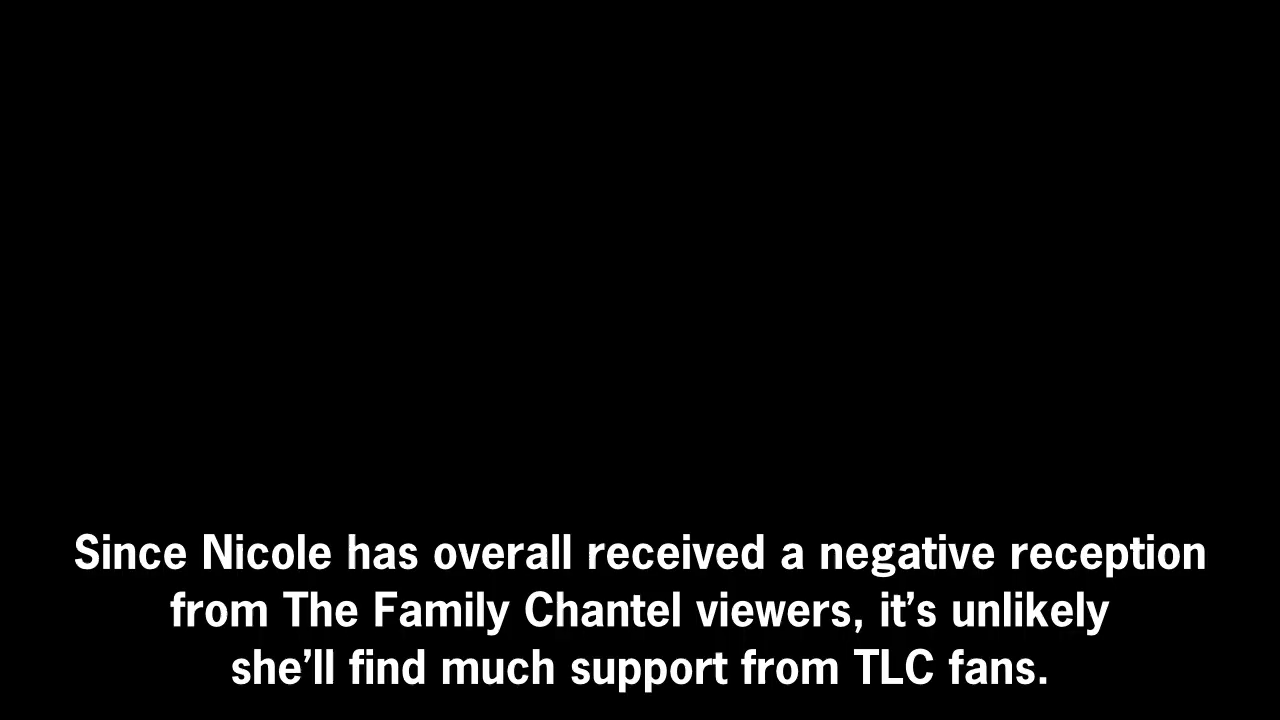 Since Nicole has overall received a negative reception
from The Family Chantel viewers, it’s unlikely
she’ll find much support from TLC fans.